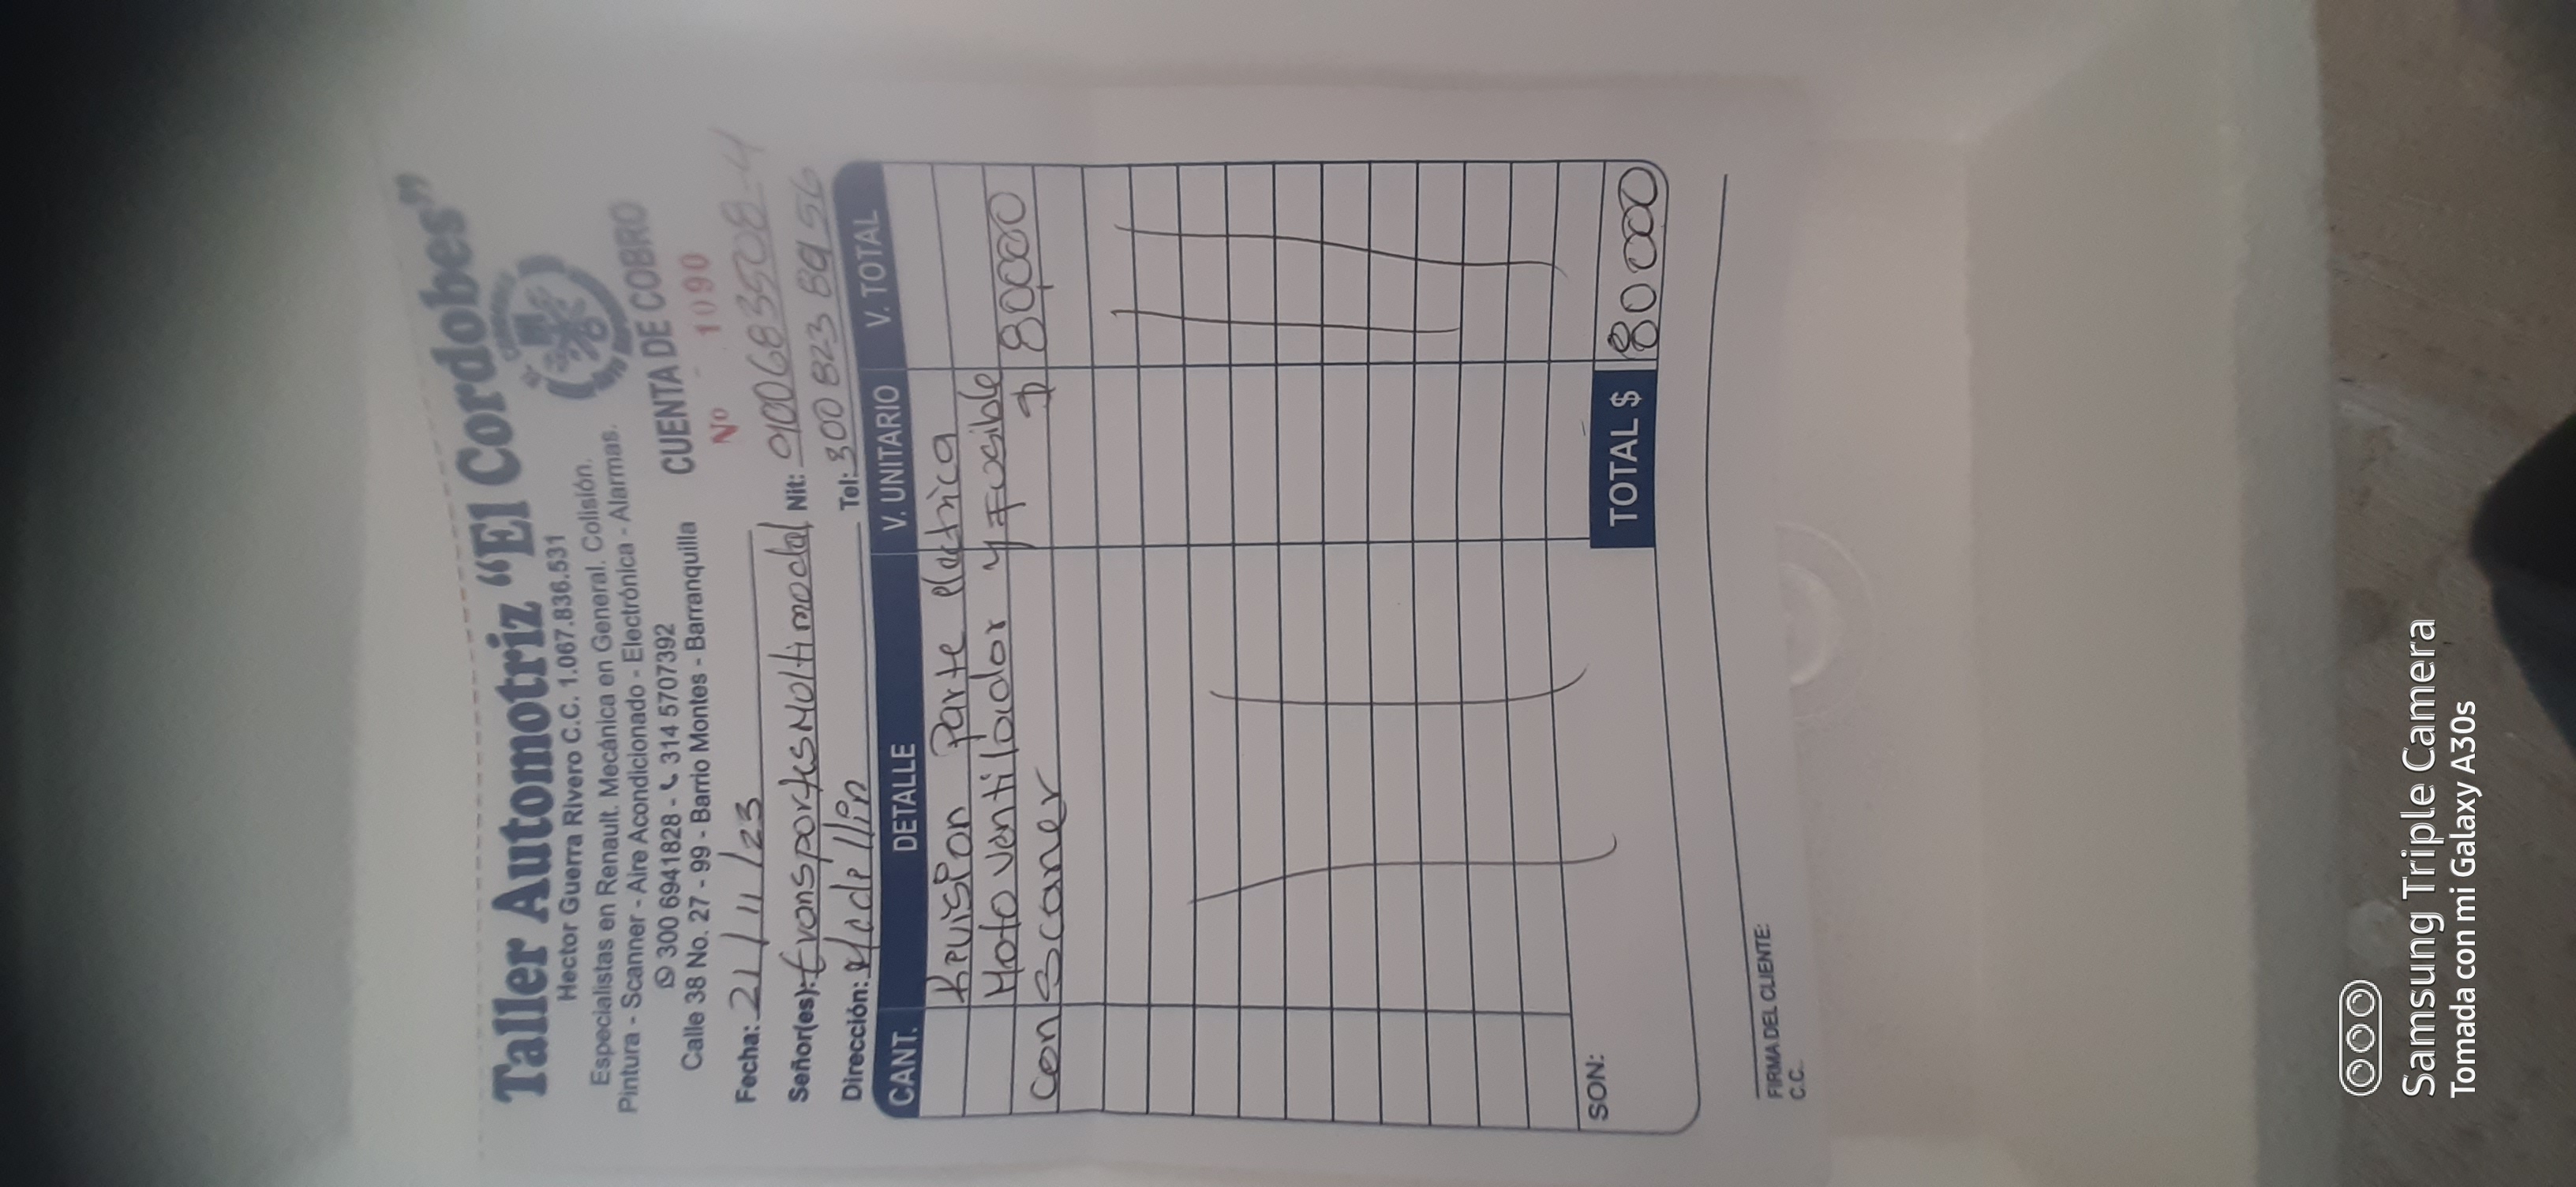 Taller Automotriz “El Cordobes”
Hector Guerra Rivero C.C. 1.067.836.531
Especialistas en Renault. Mecánica en General. Colisión.
Pintura - Scanner - Aire Acondicionado - Electrónica - Alarmas.
300 6941828 - 314 5707392
Calle 38 No. 27 - 99 - Barrio Montes - Barranquilla
CUENTA DE COBRO
Nº 1090
Fecha: 21/11/23
Señor(es): transportes Moltimodal Nit: 9100683508-4
Dirección: Medellin Tel: 300 823 8956
CANT. DETALLE V. UNITARIO V. TOTAL
Revision Parte electrica
Moto ventilador y Fusible
con Scaner $ 80000
SON:
TOTAL $ 80000
FIRMA DEL CLIENTE:
C.C.
Samsung Triple Camera
Tomada con mi Galaxy A30s